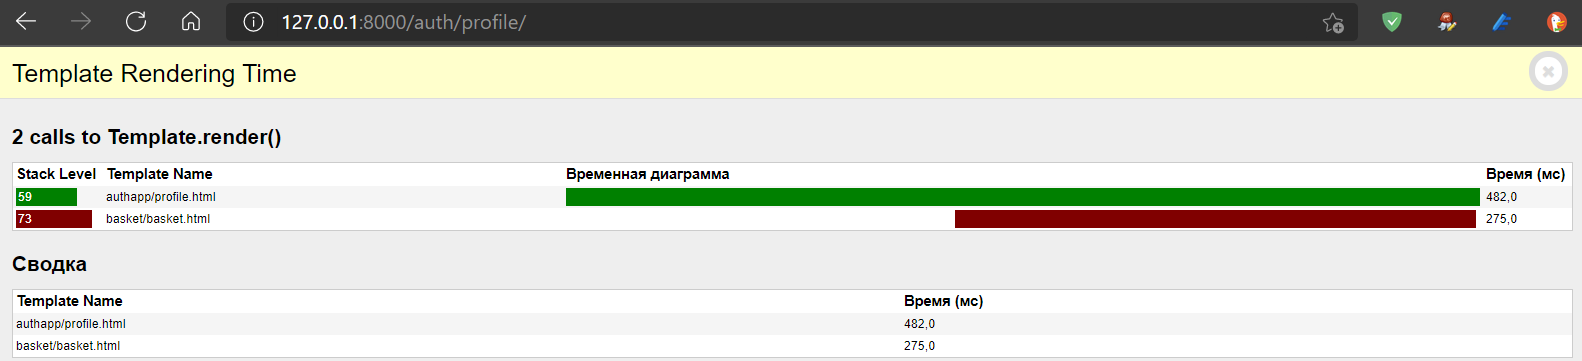 127.0.0.1:8000/auth/profile/
Template Rendering Time
2 calls to Template.render()
Stack Level Template Name Временная диаграмма Время (мс)
59 authapp/profile.html 482,0
73 basket/basket.html 275,0
Сводка
Template Name Время (мс)
authapp/profile.html 482,0
basket/basket.html 275,0